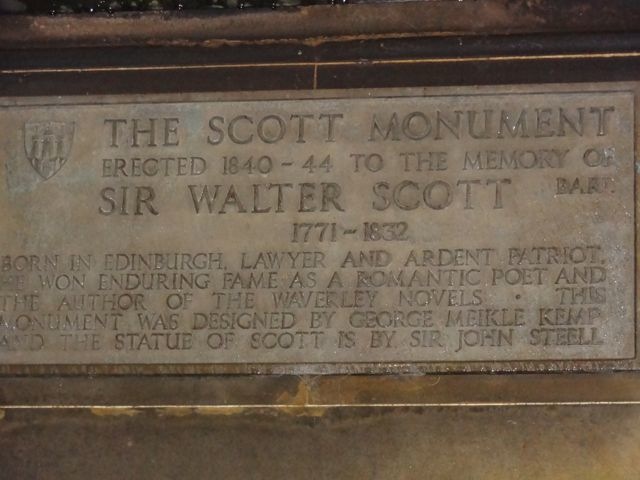 THE SCOTT MONUMENT
ERECTED 1840-44 TO THE MEMORY OF
SIR WALTER SCOTT BART.
1771-1832
BORN IN EDINBURGH, LAWYER AND ARDENT PATRIOT.
HE WON ENDURING FAME AS A ROMANTIC POET AND
THE AUTHOR OF THE WAVERLEY NOVELS · THIS
MONUMENT WAS DESIGNED BY GEORGE MEIKLE KEMP
AND THE STATUE OF SCOTT IS BY SIR JOHN STEELL